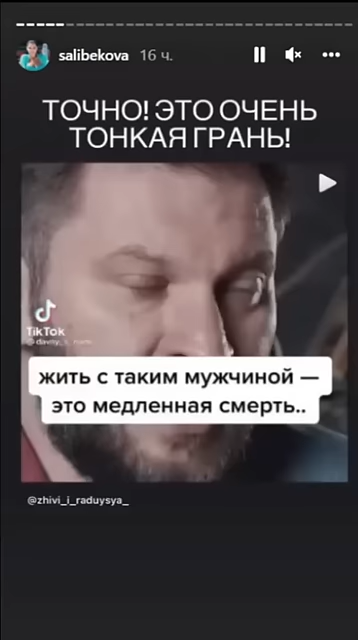 salibekova 16 ч.
ТОЧНО! ЭТО ОЧЕНЬ
ТОНКАЯ ГРАНЬ!
TikTok
жить с таким мужчиной —
это медленная смерть..
@zhivi_i_raduysya_